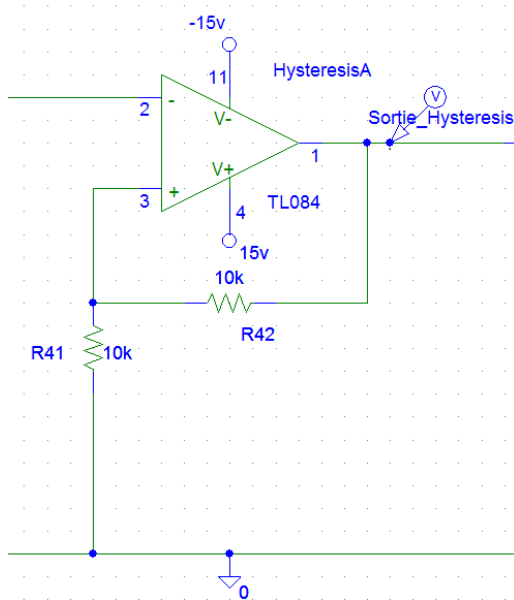 -15v
11
HysteresisA
V
2
-
V-
Sortie_Hysteresis
1
V+
3
+
TL084
4
15v
10k
R42
R41
10k
0